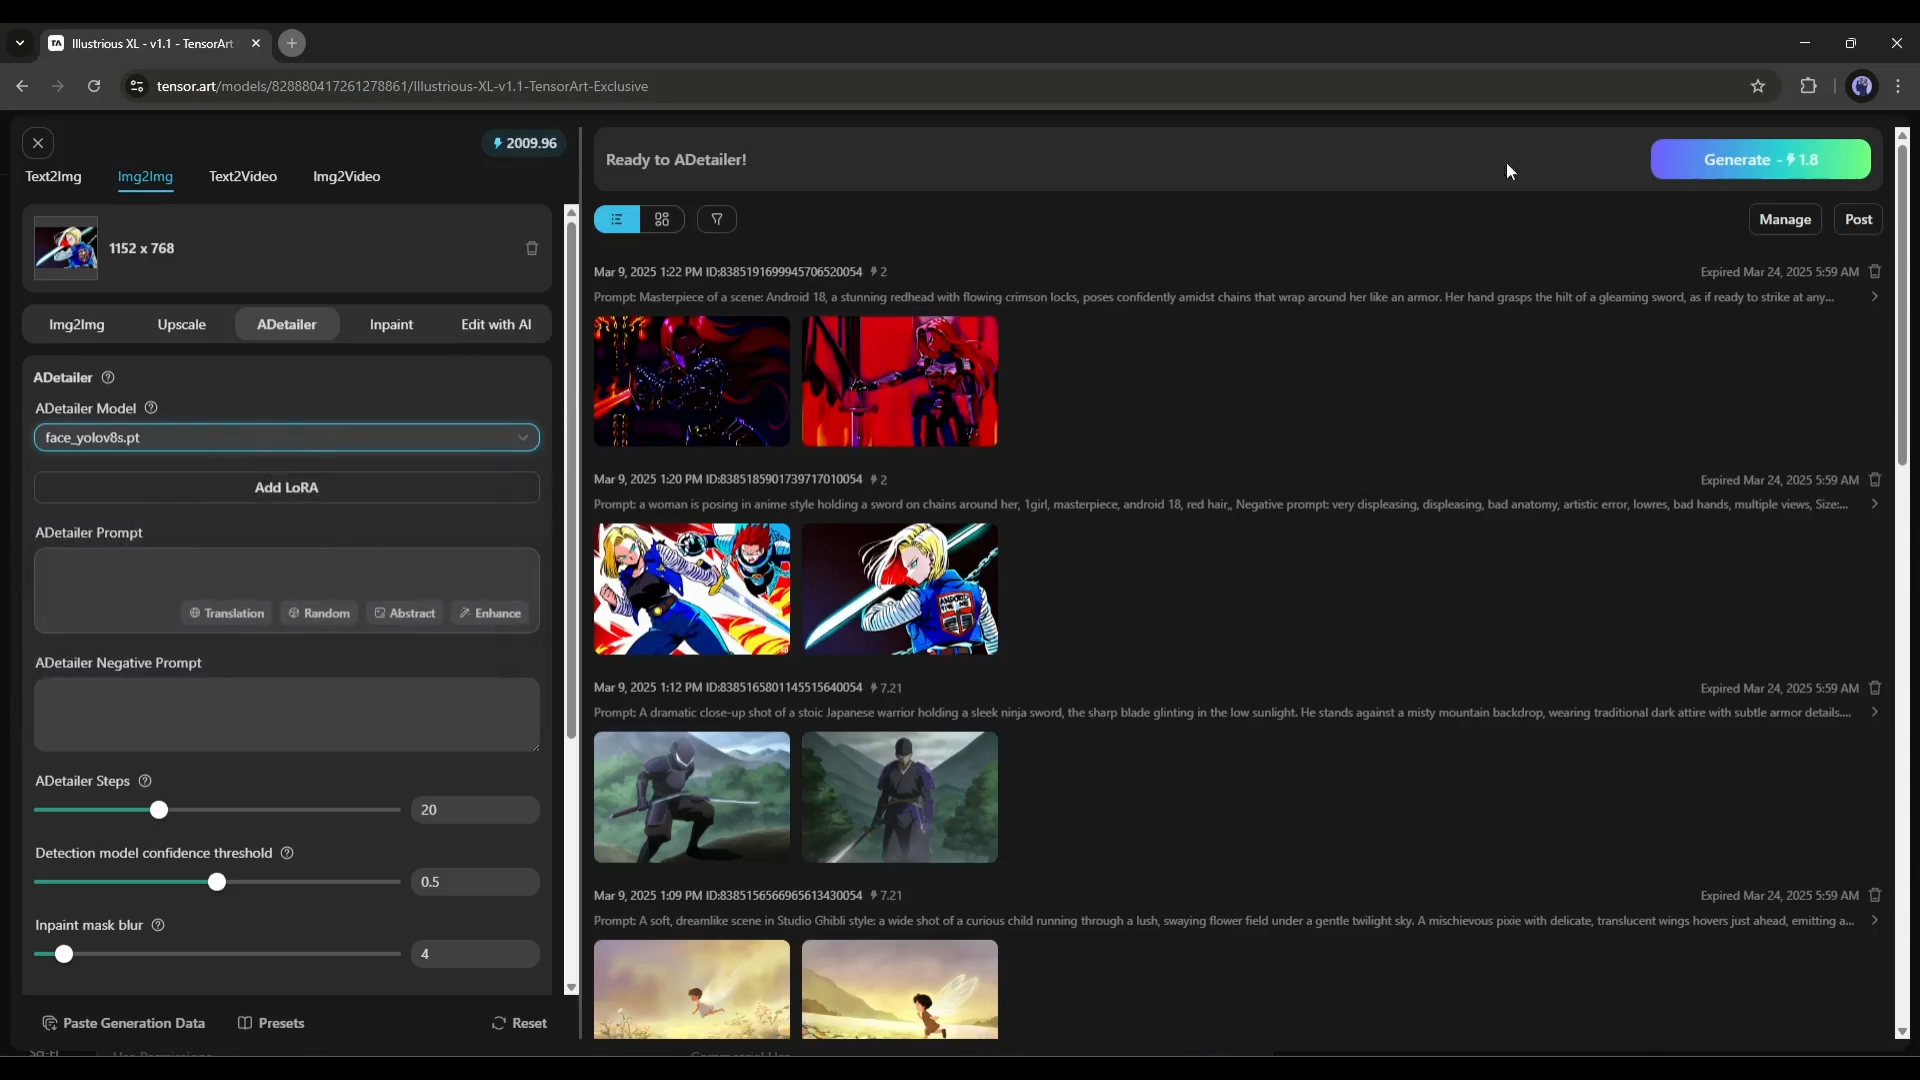 Illustrious XL - v1.1 - TensorArt
tensor.art/models/828880417261278861/Illustrious-XL-v1.1-TensorArt-Exclusive
2009.96
Text2Img
Img2Img
Text2Video
Img2Video
1152 x 768
Img2Img
Upscale
ADetailer
Inpaint
Edit with AI
ADetailer
ADetailer Model
face_yolov8s.pt
Add LoRA
ADetailer Prompt
Translation
Random
Abstract
Enhance
ADetailer Negative Prompt
ADetailer Steps
20
Detection model confidence threshold
0.5
Inpaint mask blur
4
Paste Generation Data
Presets
Reset
Ready to ADetailer!
Generate - 1.8
Manage
Post
Mar 9, 2025 1:22 PM ID:838519169994570652​0054 2
Expired Mar 24, 2025 5:59 AM
Prompt: Masterpiece of a scene: Android 18, a stunning redhead with flowing crimson locks, poses confidently amidst chains that wrap around her like an armor. Her hand grasps the hilt of a gleaming sword, as if ready to strike at any...
Mar 9, 2025 1:20 PM ID:8385185901739717010054 2
Expired Mar 24, 2025 5:59 AM
Prompt: a woman is posing in anime style holding a sword on chains around her, 1girl, masterpiece, android 18, red hair,, Negative prompt: very displeasing, displeasing, bad anatomy, artistic error, lowres, bad hands, multiple views, Size:...
Mar 9, 2025 1:12 PM ID:8385165801145515640054 7.21
Expired Mar 24, 2025 5:59 AM
Prompt: A dramatic close-up shot of a stoic Japanese warrior holding a sleek ninja sword, the sharp blade glinting in the low sunlight. He stands against a misty mountain backdrop, wearing traditional dark attire with subtle armor details....
Mar 9, 2025 1:09 PM ID:8385156566965613430054 7.21
Expired Mar 24, 2025 5:59 AM
Prompt: A soft, dreamlike scene in Studio Ghibli style: a wide shot of a curious child running through a lush, swaying flower field under a gentle twilight sky. A mischievous pixie with delicate, translucent wings hovers just ahead, emitting a...